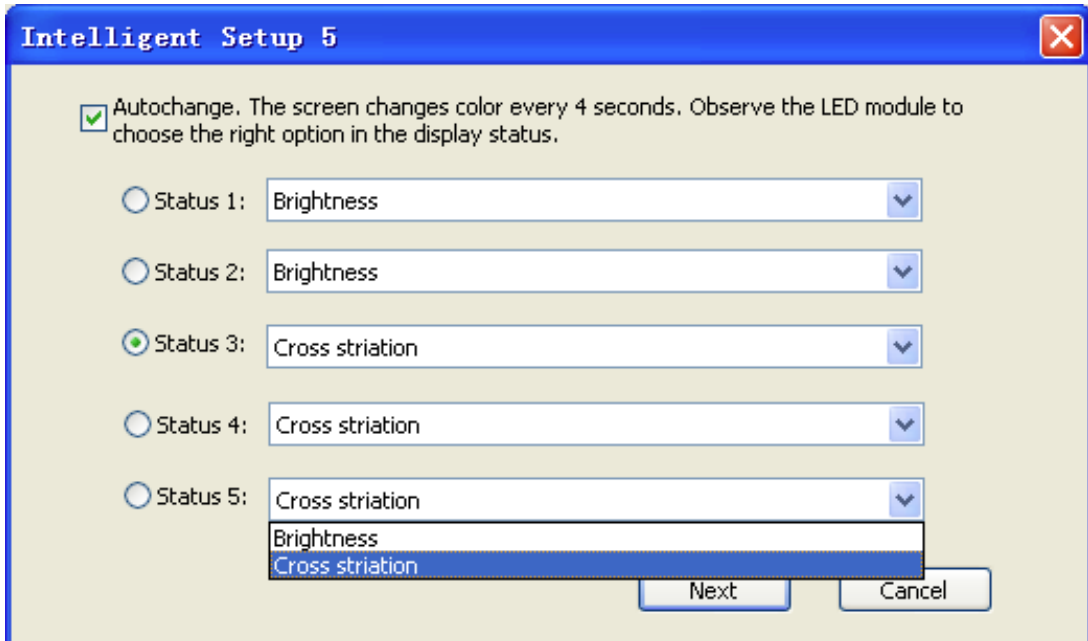 Intelligent Setup 5
Autochange. The screen changes color every 4 seconds. Observe the LED module to
choose the right option in the display status.
Status 1: Brightness
Status 2: Brightness
Status 3: Cross striation
Status 4: Cross striation
Status 5: Cross striation
Brightness
Cross striation
Next Cancel